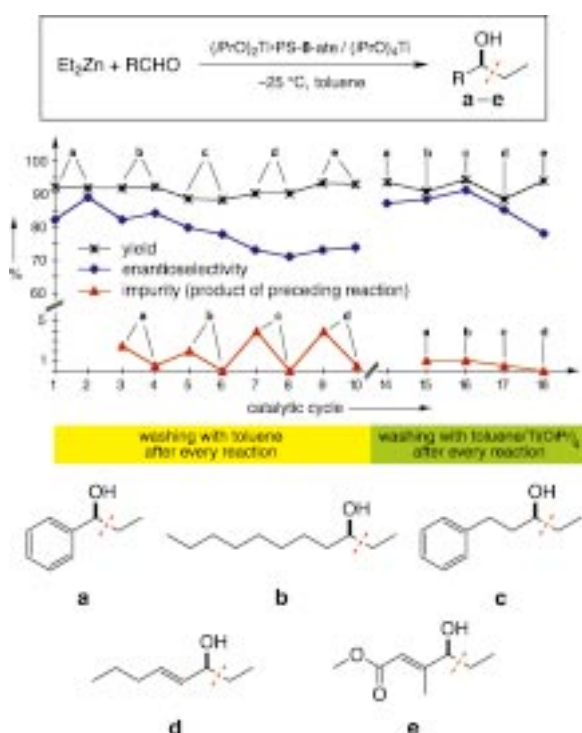 (iPrO)₂Ti•PS-8-ate / (iPrO)₄Ti
Et₂Zn + RCHO
−25 °C, toluene
OH
R
a – e
a b c d e a b c d e
100
90
80
70
60
%
yield
enantioselectivity
impurity (product of preceding reaction)
5
1
a b c d a b c d
1 2 3 4 5 6 7 8 9 10 14 15 16 17 18
catalytic cycle
washing with toluene
after every reaction
washing with toluene/Ti(OiPr)₄
after every reaction
OH
OH
OH
a b c
OH
OH
O
O
d e